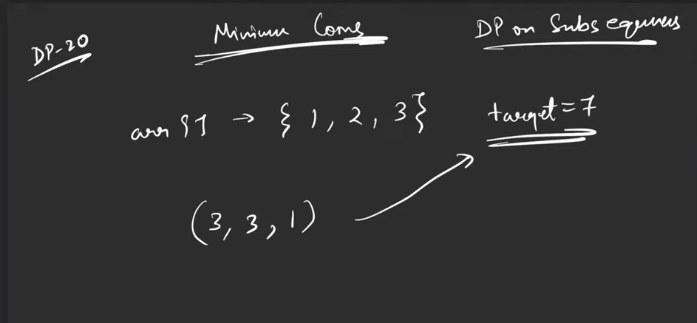 DP-20
Minimum Coins
DP on Subsequences
arr[] → {1, 2, 3}
target = 7
(3, 3, 1)